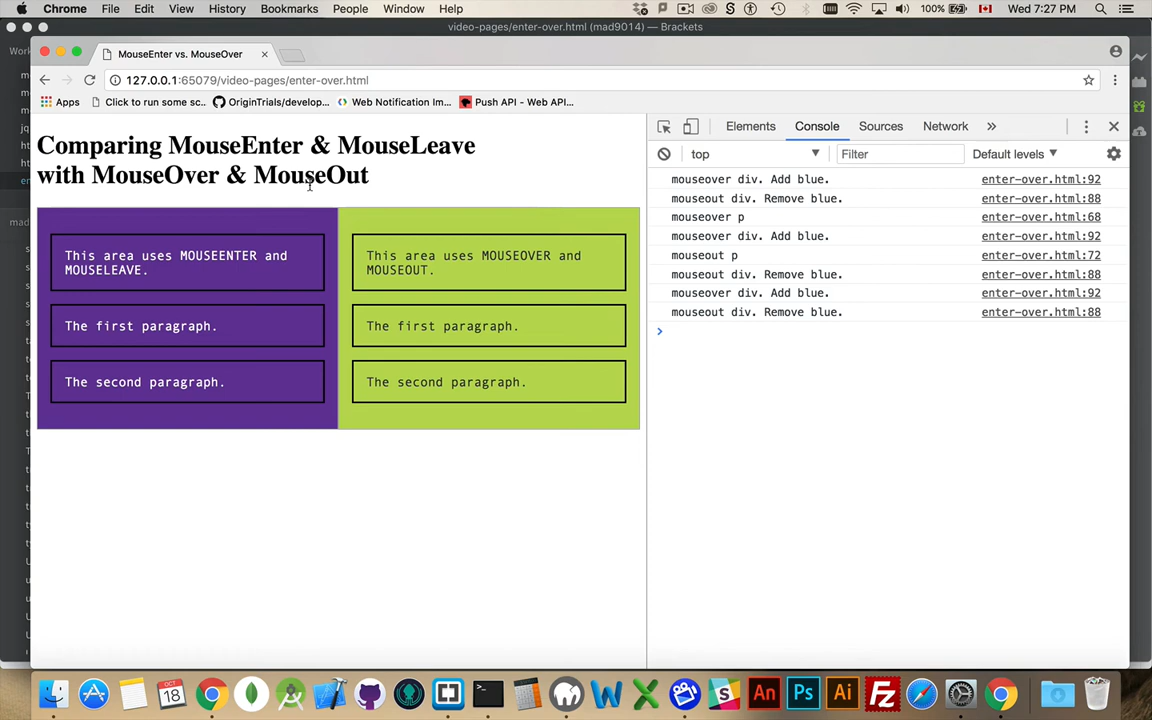 Chrome File Edit View History Bookmarks People Window Help 100% Wed 7:27 PM
video-pages/enter-over.html (mad9014) — Brackets
MouseEnter vs. MouseOver ×
127.0.0.1:65079/video-pages/enter-over.html
Apps Click to run some sc... OriginTrials/develop... Web Notification Im... Push API - Web API...
Comparing MouseEnter & MouseLeave
with MouseOver & MouseOut
This area uses MOUSEENTER and
MOUSELEAVE.
The first paragraph.
The second paragraph.
This area uses MOUSEOVER and
MOUSEOUT.
The first paragraph.
The second paragraph.
Elements Console Sources Network »
top Filter Default levels
mouseover div. Add blue. enter-over.html:92
mouseout div. Remove blue. enter-over.html:88
mouseover p enter-over.html:68
mouseover div. Add blue. enter-over.html:92
mouseout p enter-over.html:72
mouseout div. Remove blue. enter-over.html:88
mouseover div. Add blue. enter-over.html:92
mouseout div. Remove blue. enter-over.html:88
OCT
18
An Ps Ai Fz